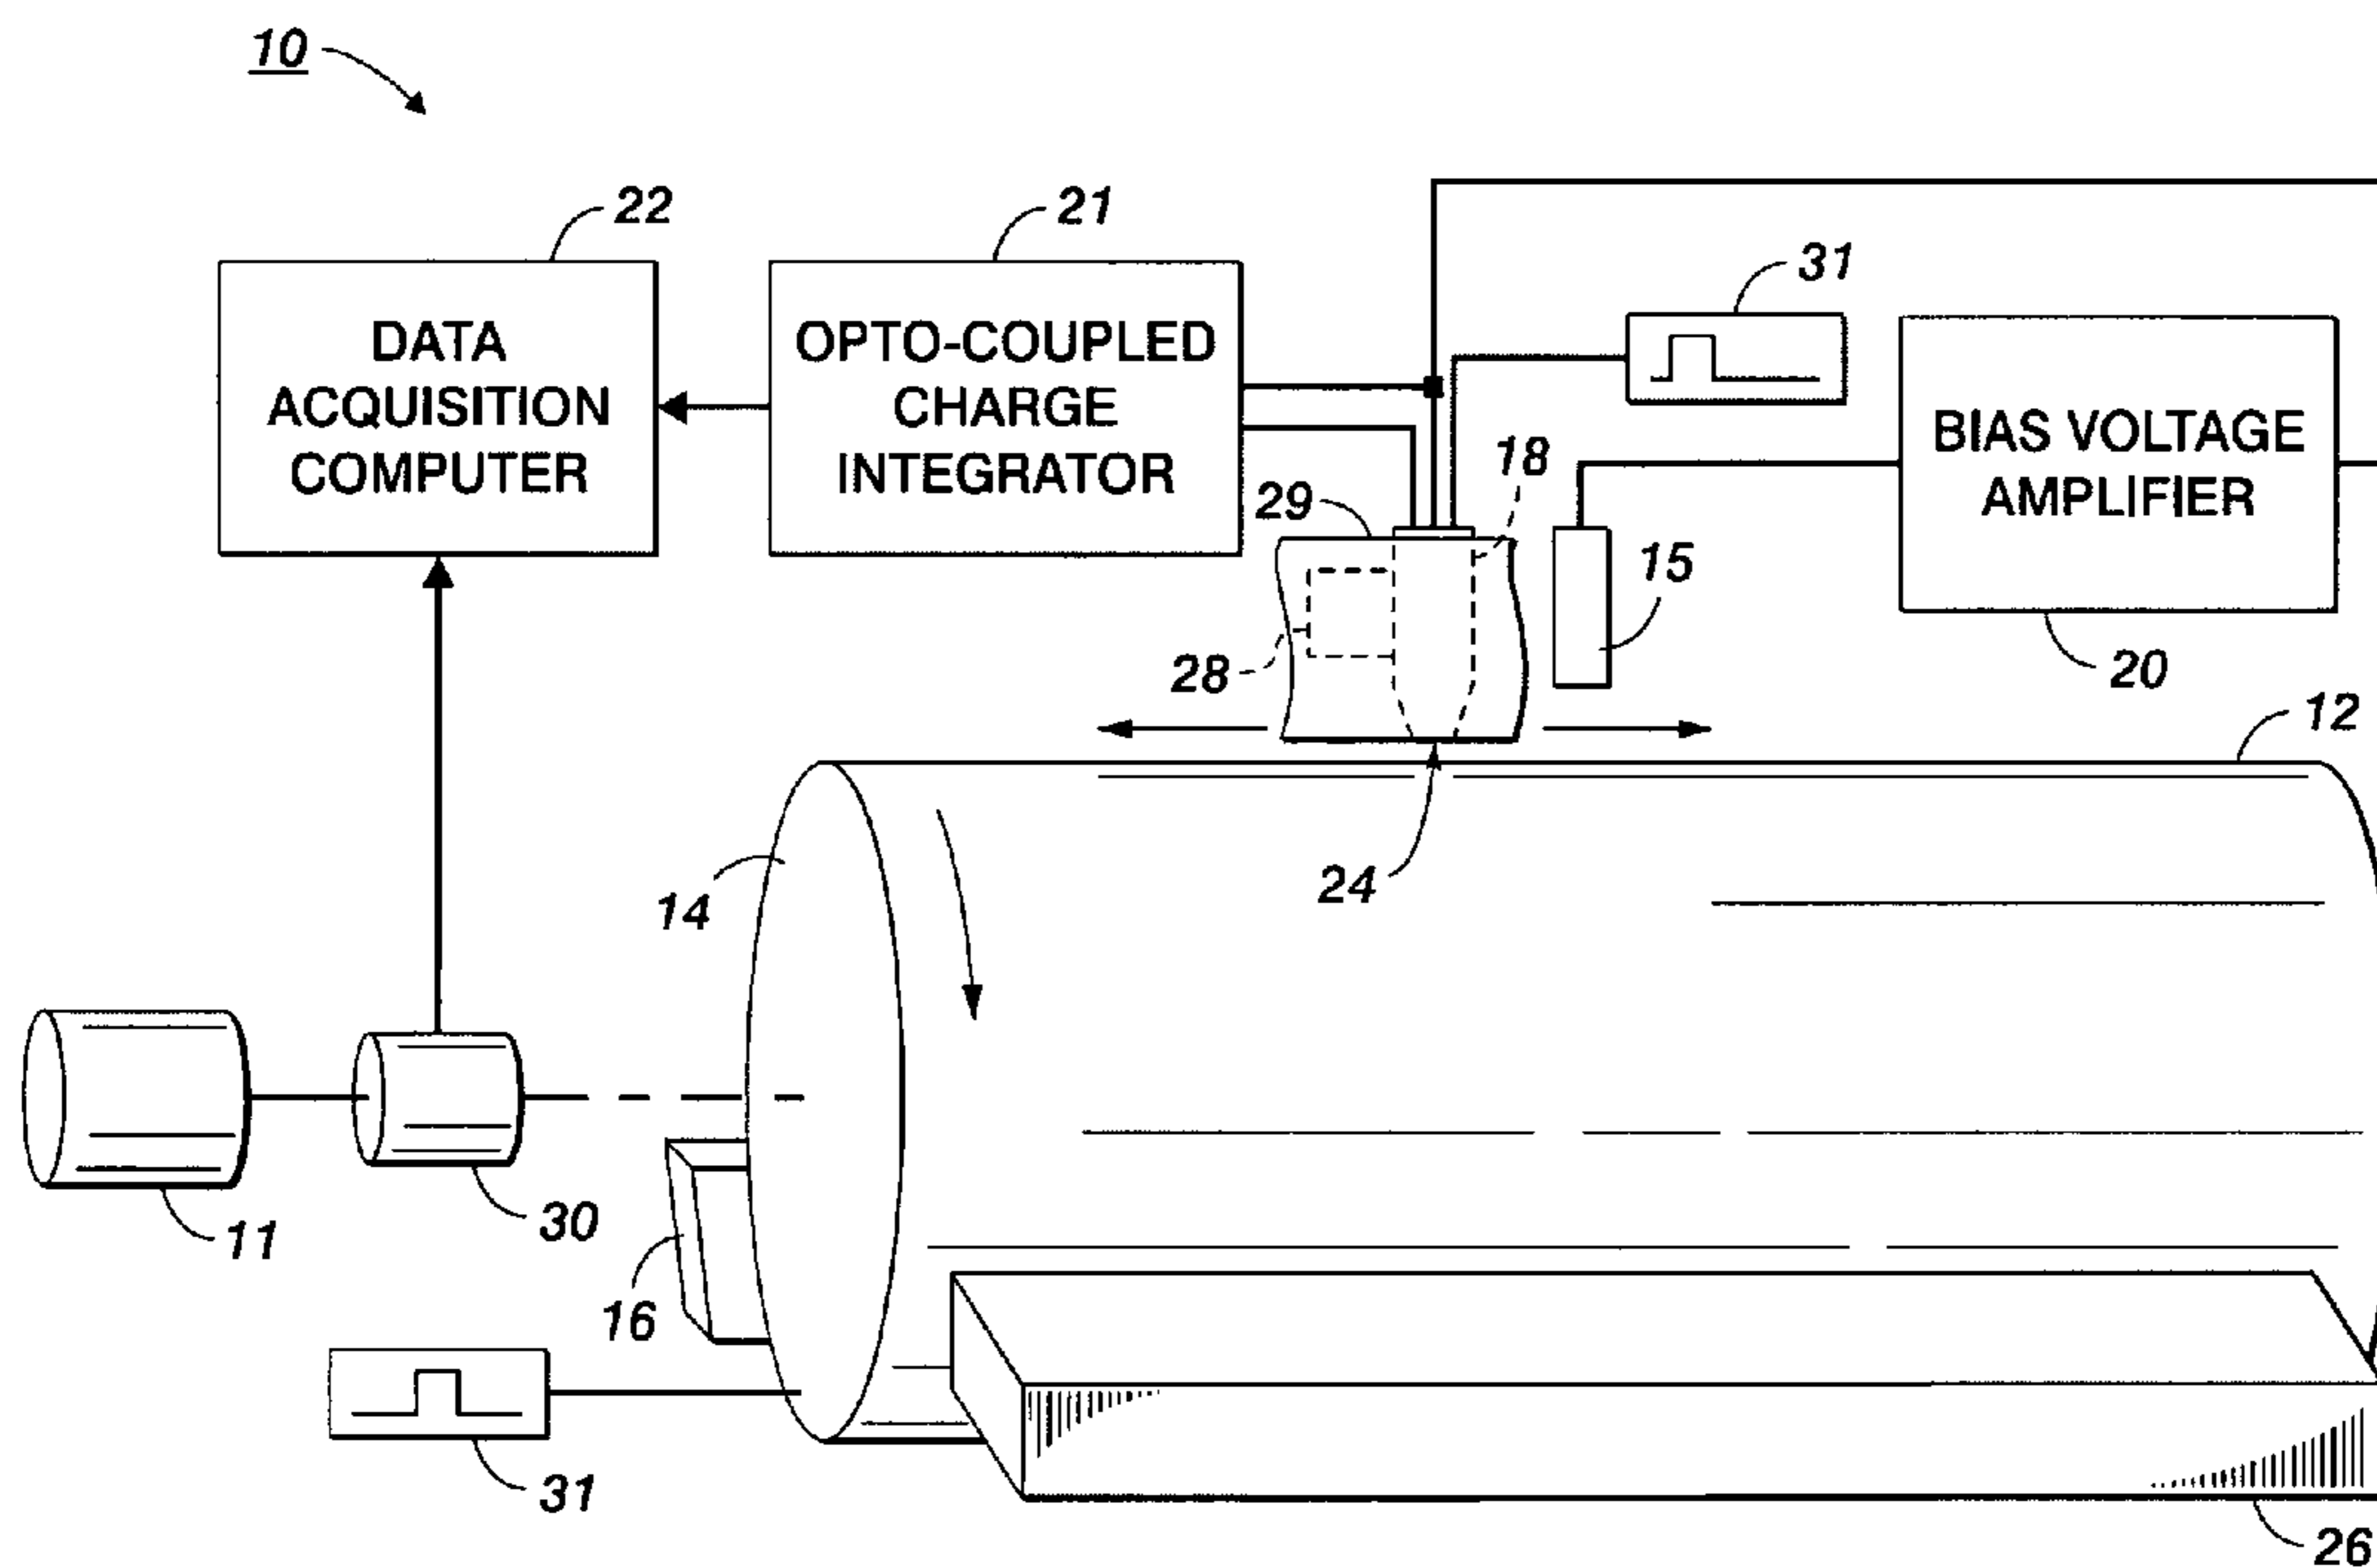 10
22
21
31
DATA
ACQUISITION
COMPUTER
OPTO-COUPLED
CHARGE
INTEGRATOR
BIAS VOLTAGE
AMPLIFIER
18
29
15
28
20
12
24
14
11
30
16
31
26